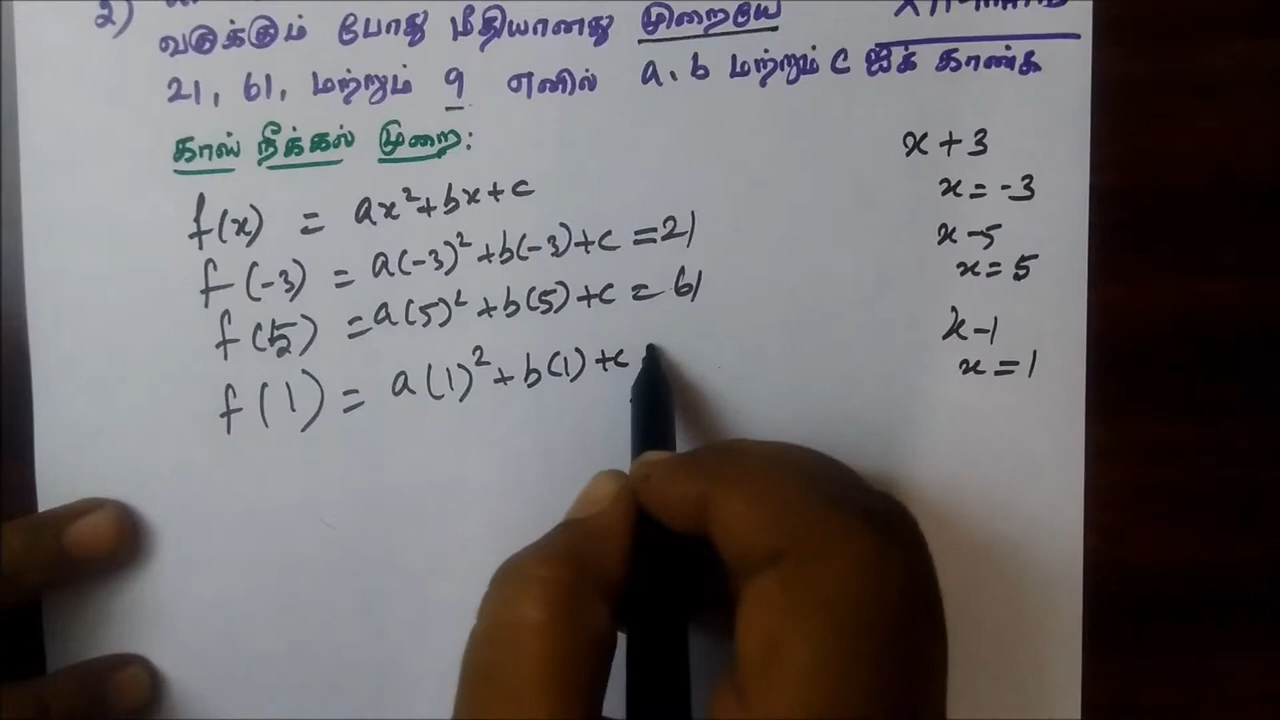 2)
வகுக்கும் போது மீதியானது முறையே
21, 61, மற்றும் 9 எனில் a, b மற்றும் c ஐக் காண்க
காஸ் நீக்கல் முறை:
f(x) = ax²+bx+c
f(-3) = a(-3)²+b(-3)+c = 21
f(5) = a(5)²+b(5)+c = 61
f(1) = a(1)²+b(1)+c
x + 3
x = -3
x - 5
x = 5
x - 1
x = 1